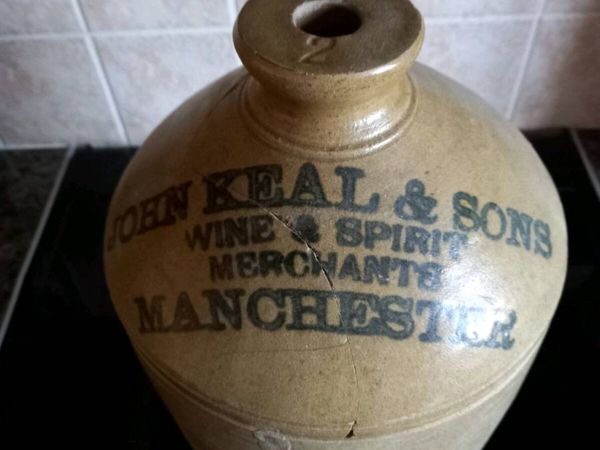 2
JOHN KEAL & SONS
WINE & SPIRIT
MERCHANTS
MANCHESTER